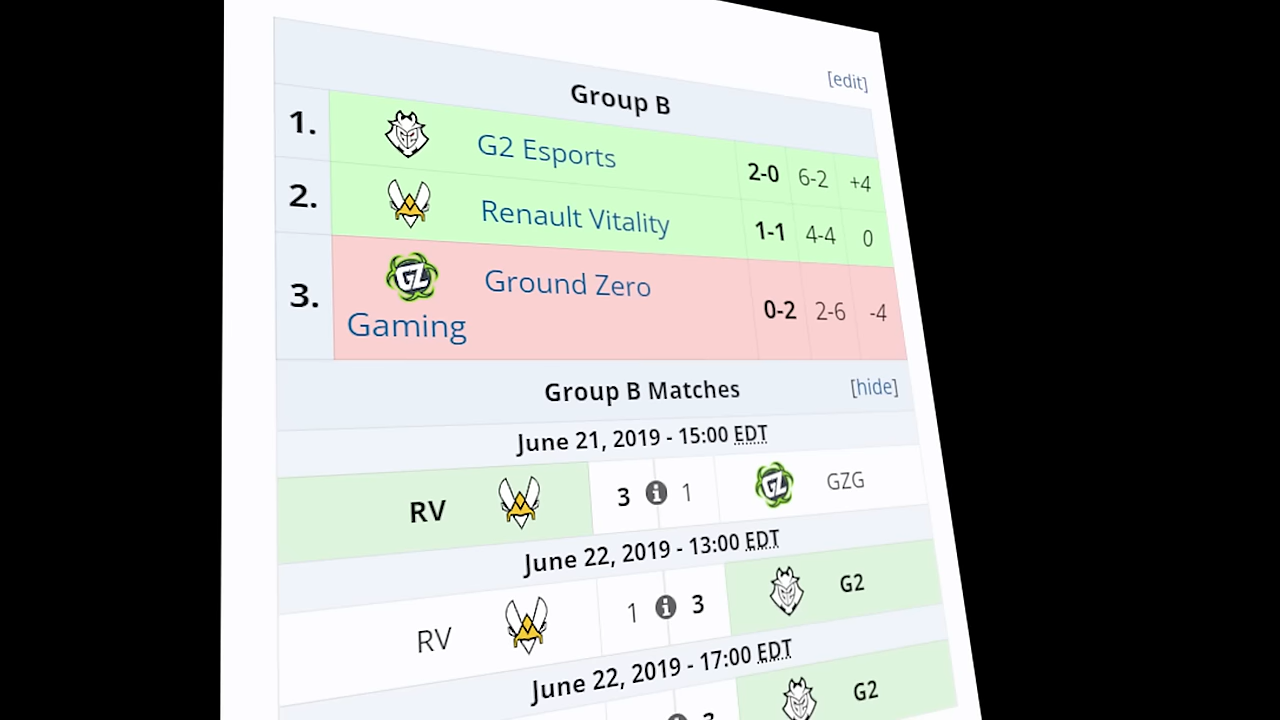 [edit]
Group B
1. G2 Esports 2-0 6-2 +4
2. Renault Vitality 1-1 4-4 0
3. Ground Zero Gaming 0-2 2-6 -4
Group B Matches [hide]
June 21, 2019 - 15:00 EDT
RV 3 i 1 GZ GZG
June 22, 2019 - 13:00 EDT
RV 1 i 3 G2
June 22, 2019 - 17:00 EDT
G2